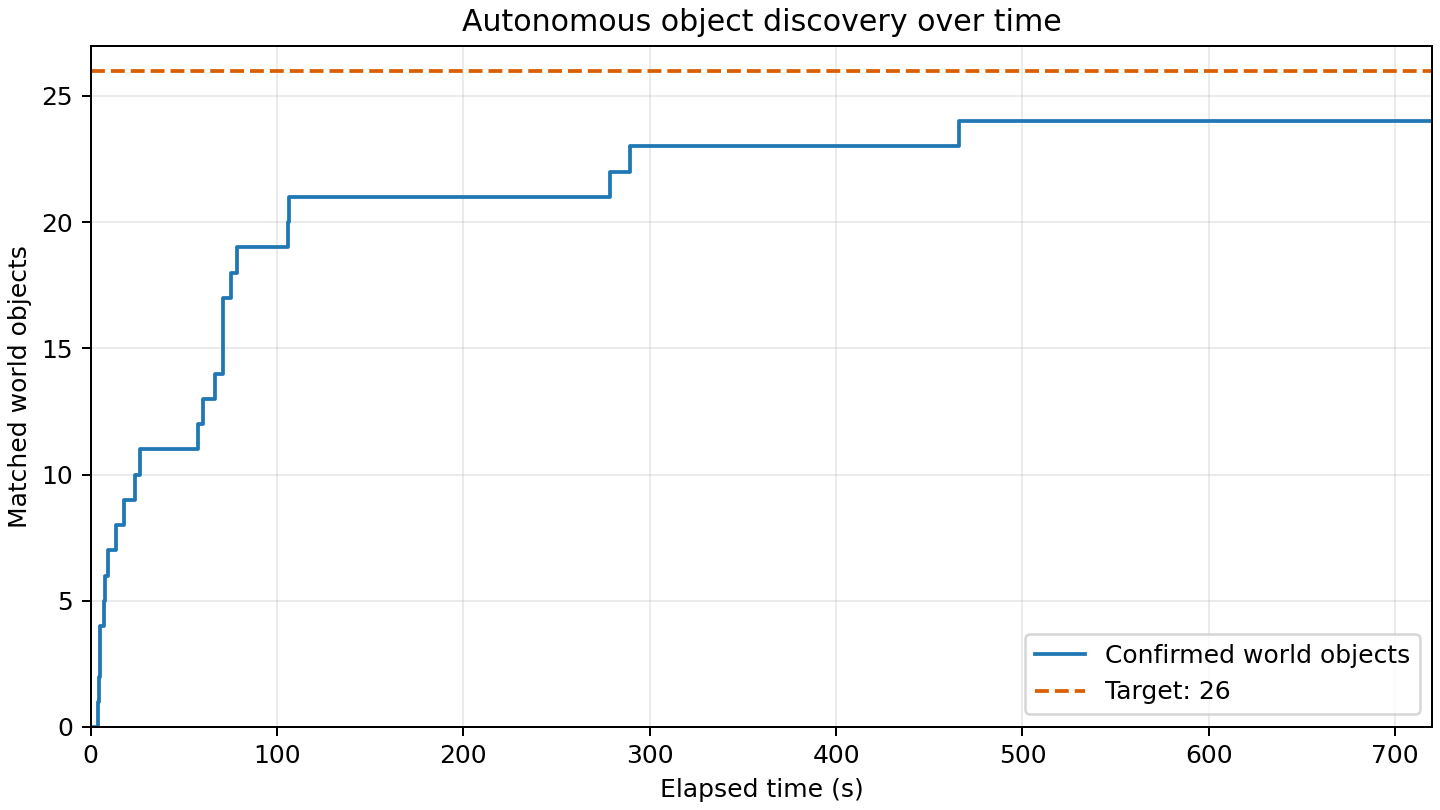 Autonomous object discovery over time
Matched world objects
25
20
15
10
5
0
0 100 200 300 400 500 600 700
Elapsed time (s)
Confirmed world objects
Target: 26